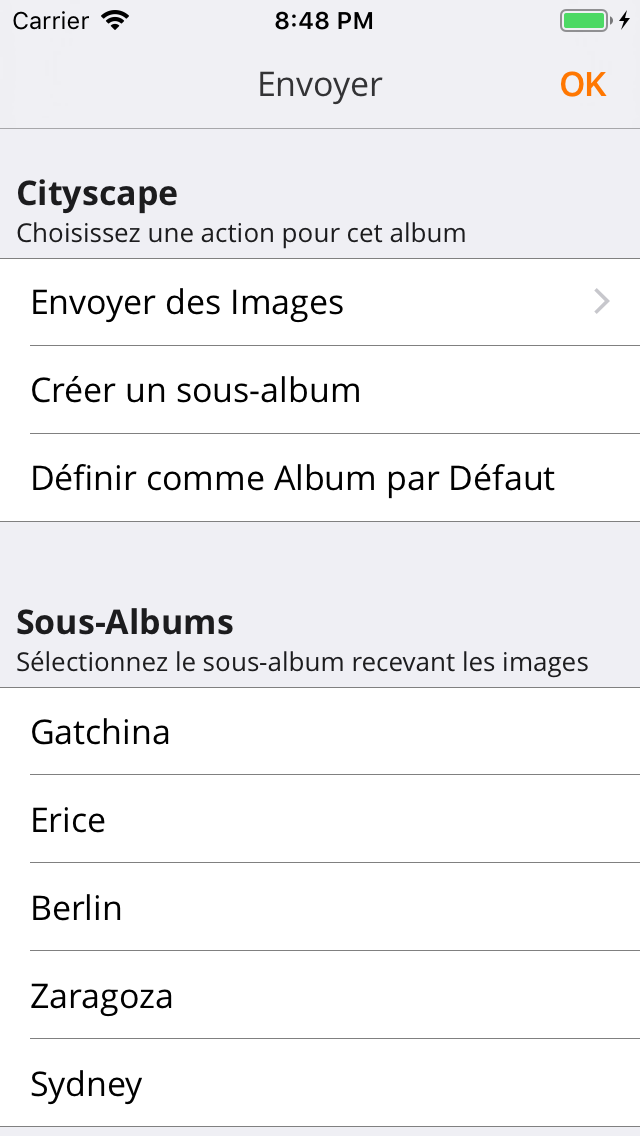 Carrier 8:48 PM
Envoyer OK
Cityscape
Choisissez une action pour cet album
Envoyer des Images
Créer un sous-album
Définir comme Album par Défaut
Sous-Albums
Sélectionnez le sous-album recevant les images
Gatchina
Erice
Berlin
Zaragoza
Sydney